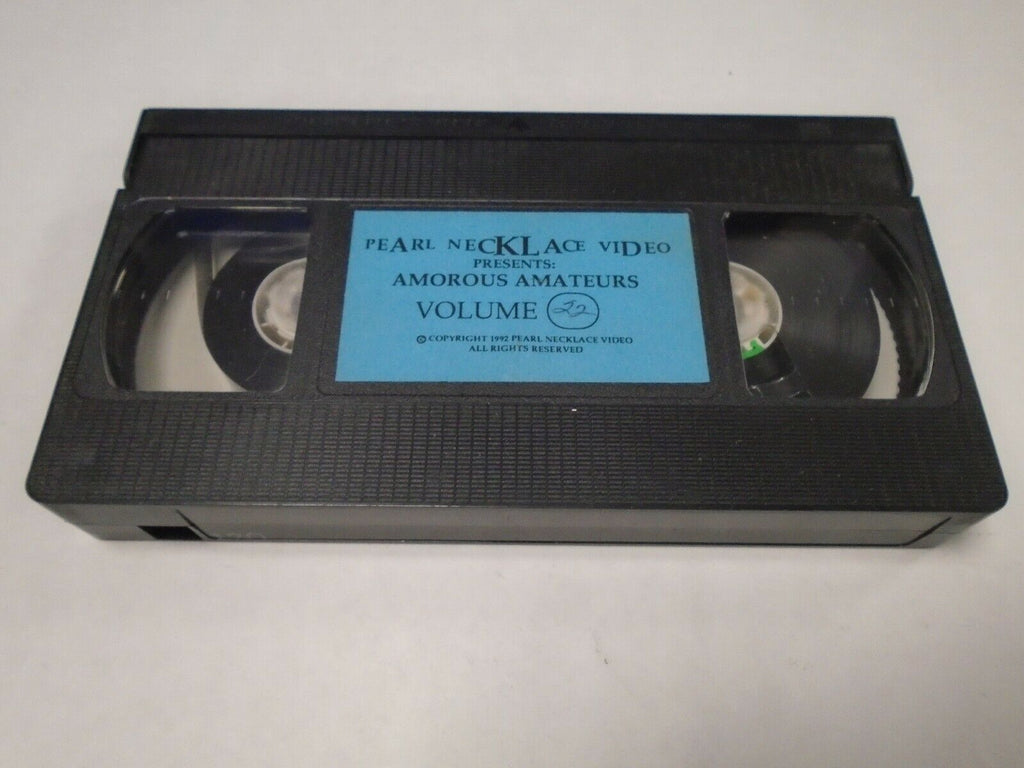 PEARL NECKLACE VIDEO
PRESENTS:
AMOROUS AMATEURS
VOLUME 22
© COPYRIGHT 1992 PEARL NECKLACE VIDEO
ALL RIGHTS RESERVED